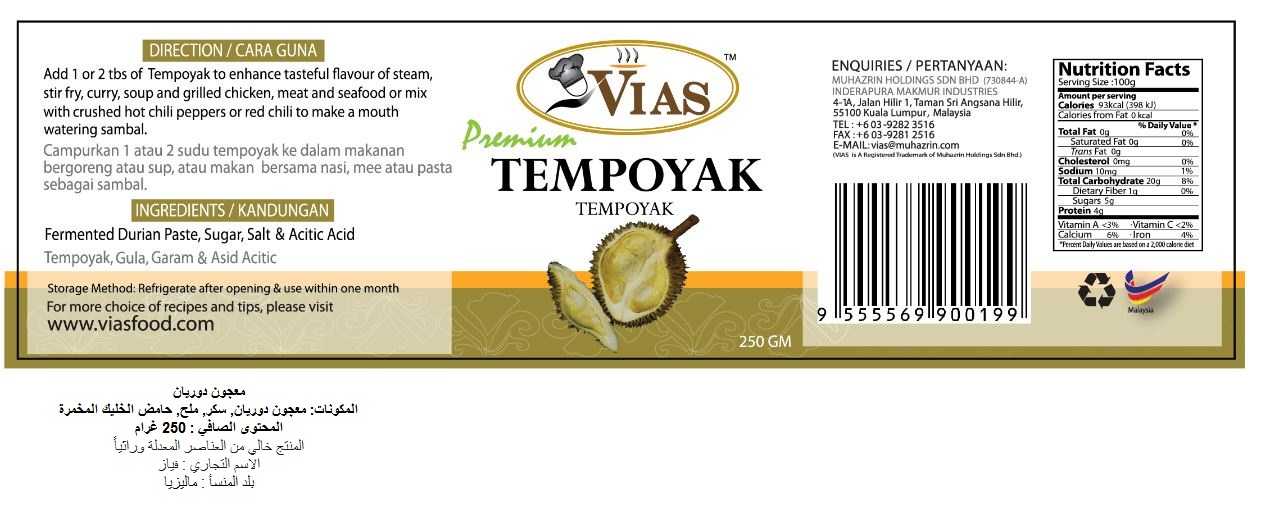 DIRECTION / CARA GUNA
Add 1 or 2 tbs of Tempoyak to enhance tasteful flavour of steam,
stir fry, curry, soup and grilled chicken, meat and seafood or mix
with crushed hot chili peppers or red chili to make a mouth
watering sambal.
Campurkan 1 atau 2 sudu tempoyak ke dalam makanan
bergoreng atau sup, atau makan bersama nasi, mee atau pasta
sebagai sambal.
INGREDIENTS / KANDUNGAN
Fermented Durian Paste, Sugar, Salt & Acitic Acid
Tempoyak, Gula, Garam & Asid Acitic
Storage Method: Refrigerate after opening & use within one month
For more choice of recipes and tips, please visit
www.viasfood.com
VIAS TM
Premium
TEMPOYAK
TEMPOYAK
250 GM
ENQUIRIES / PERTANYAAN:
MUHAZRIN HOLDINGS SDN BHD (730844-A)
INDERAPURA MAKMUR INDUSTRIES
4-1A, Jalan Hilir 1, Taman Sri Angsana Hilir,
55100 Kuala Lumpur, Malaysia
TEL : +6 03 -9282 3516
FAX : +6 03-9281 2516
E-MAIL: vias@muhazrin.com
(VIAS is A Registered Trademark of Muhazrin Holdings Sdn Bhd.)
9 555569 900199
Nutrition Facts
Serving Size :100g
Amount per serving
Calories 93kcal (398 kJ)
Calories from Fat 0 kcal
% Daily Value *
Total Fat 0g 0%
Saturated Fat 0g 0%
Trans Fat 0g
Cholesterol 0mg 0%
Sodium 10mg 1%
Total Carbohydrate 20g 8%
Dietary Fiber 1g 0%
Sugars 5g
Protein 4g
Vitamin A <3% · Vitamin C <2%
Calcium 6% · Iron 4%
*Percent Daily Values are based on a 2,000 calorie diet
Malaysia
معجون دوريان
المكونات: معجون دوريان, سكر, ملح, حامض الخليك المخمرة
المحتوى الصافي : 250 غرام
المنتج خالي من العناصر المعدلة وراثياً
الاسم التجاري : فياز
بلد المنسأ : ماليزيا